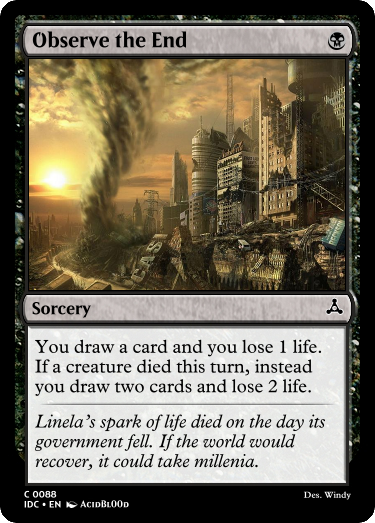 Observe the End
Sorcery
You draw a card and you lose 1 life.
If a creature died this turn, instead
you draw two cards and lose 2 life.
Linela's spark of life died on the day its
government fell. If the world would
recover, it could take millenia.
C 0088
IDC • EN AcidBl00d
Des. Windy